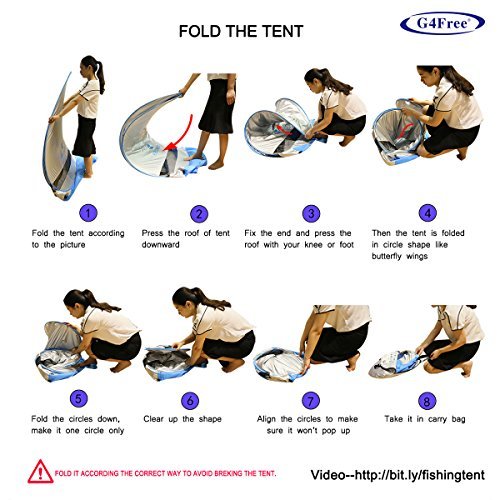 FOLD THE TENT
G4Free®
1
2
3
4
Fold the tent according
to the picture
Press the roof of tent
downward
Fix the end and press the
roof with your knee or foot
Then the tent is folded
in circle shape like
butterfly wings
5
6
7
8
Fold the circles down,
make it one circle only
Clear up the shape
Align the circles to make
sure it won't pop up
Take it in carry bag
FOLD IT ACCORDING THE CORRECT WAY TO AVOID BREKING THE TENT.
Video--http://bit.ly/fishingtent